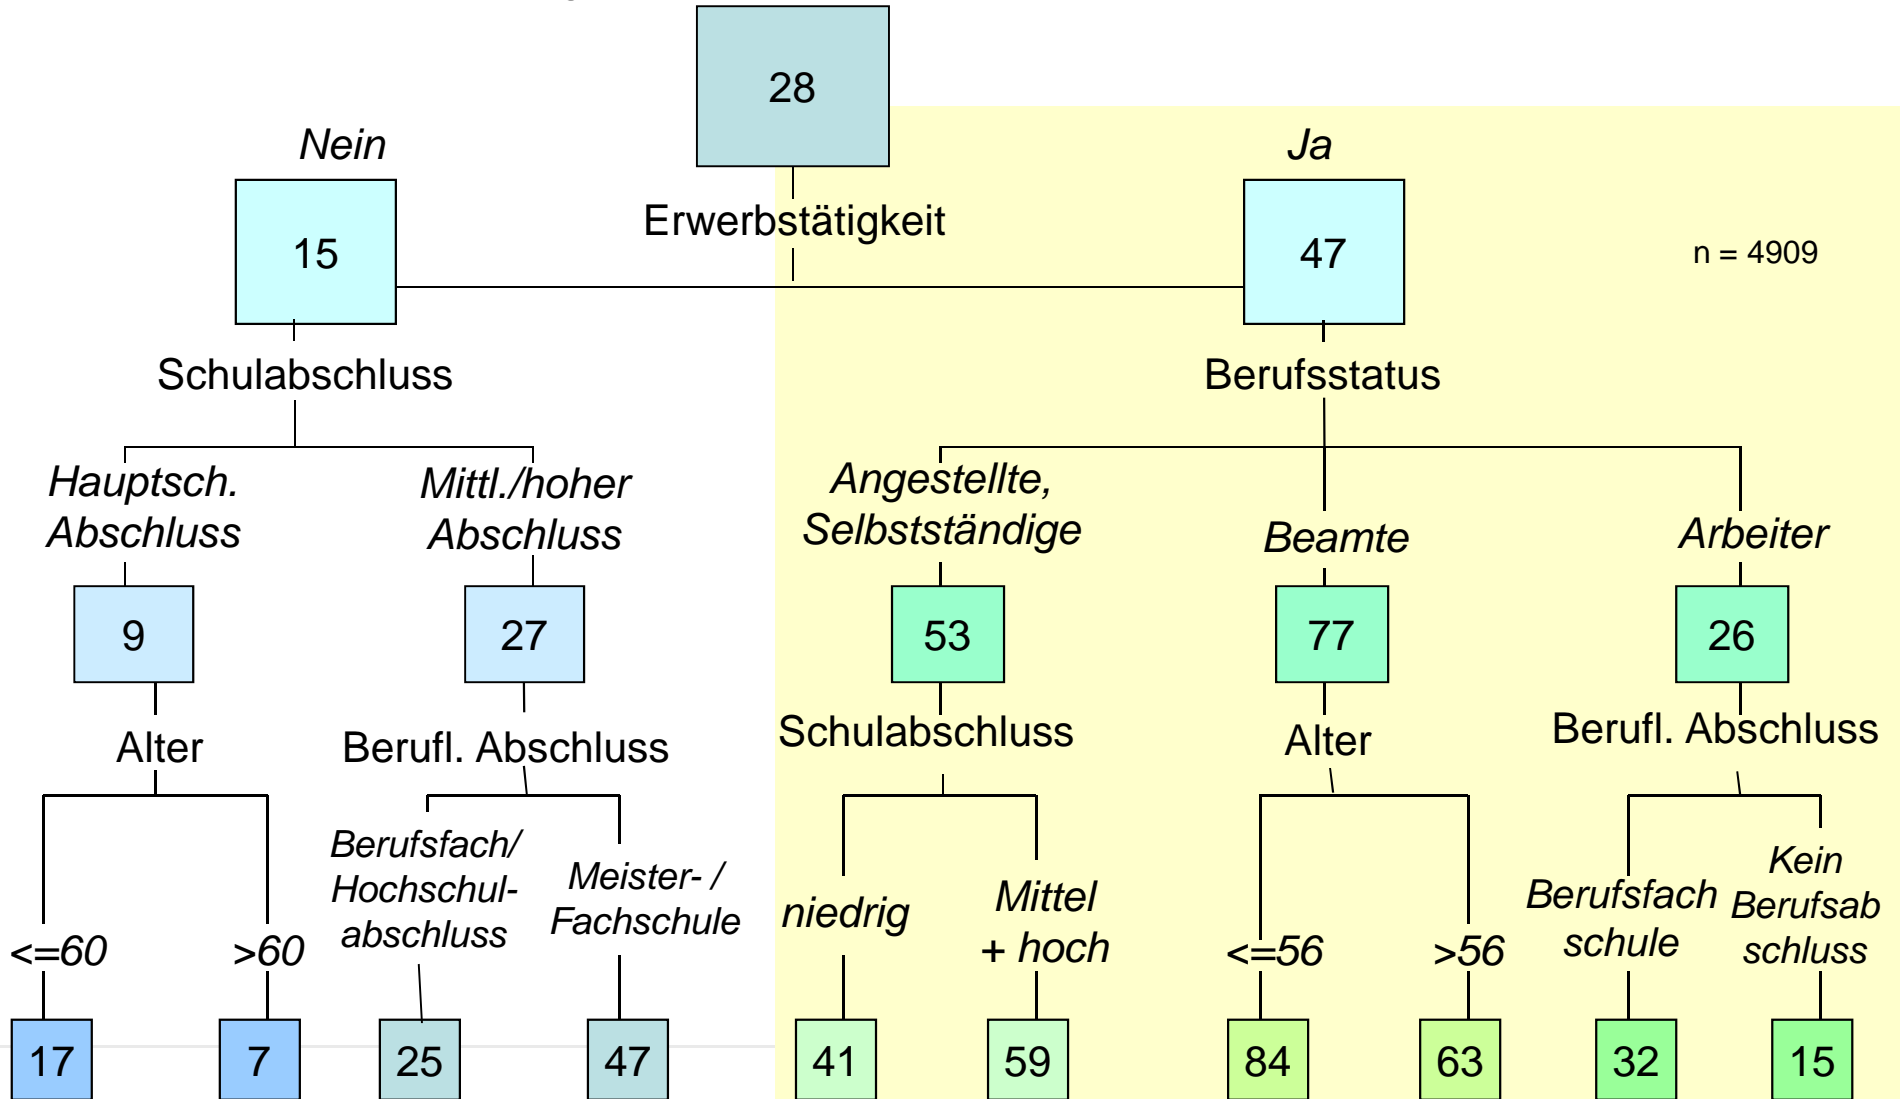 28
Nein
Ja
Erwerbstätigkeit
15
47
n = 4909
Schulabschluss
Berufsstatus
Hauptsch.
Abschluss
Mittl./hoher
Abschluss
Angestellte,
Selbstständige
Beamte
Arbeiter
9
27
53
77
26
Alter
Berufl. Abschluss
Schulabschluss
Alter
Berufl. Abschluss
<=60
>60
Berufsfach/
Hochschul-
abschluss
Meister- /
Fachschule
niedrig
Mittel
+ hoch
<=56
>56
Berufsfach
schule
Kein
Berufsab
schluss
17
7
25
47
41
59
84
63
32
15